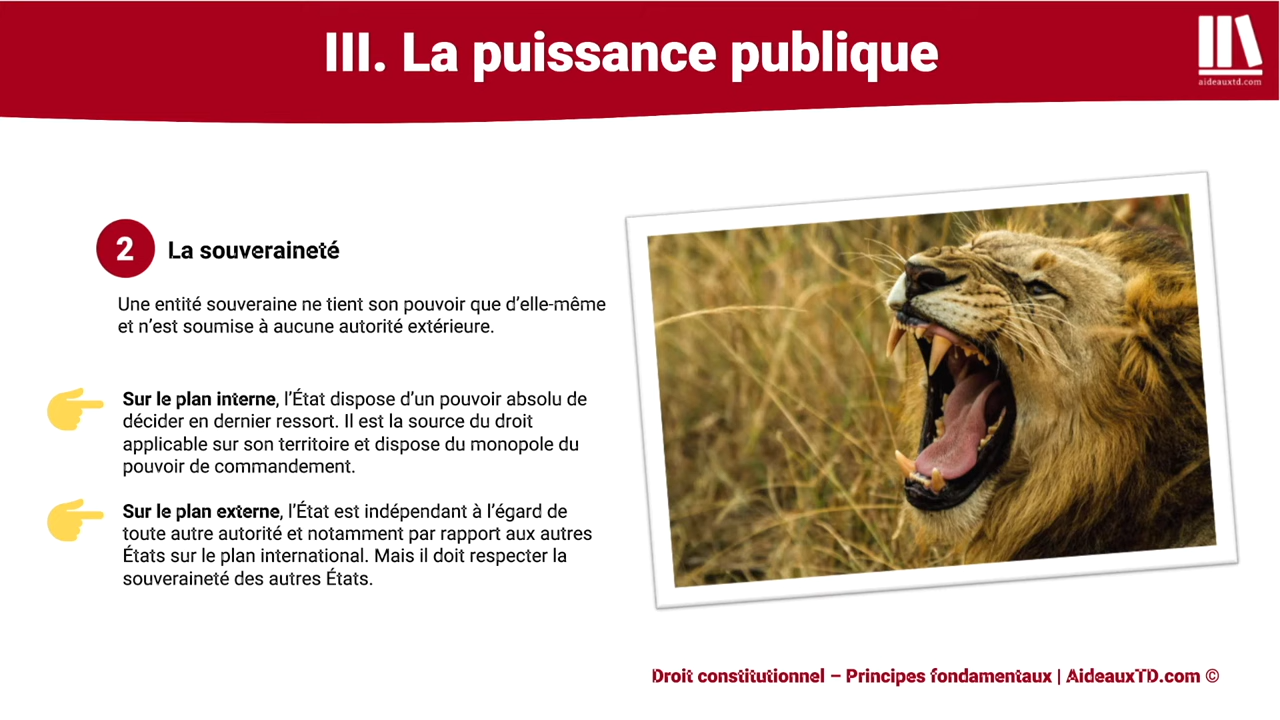 III. La puissance publique
aideauxtd.com
2 La souveraineté
Une entité souveraine ne tient son pouvoir que d'elle-même
et n'est soumise à aucune autorité extérieure.
Sur le plan interne, l'État dispose d'un pouvoir absolu de
décider en dernier ressort. Il est la source du droit
applicable sur son territoire et dispose du monopole du
pouvoir de commandement.
Sur le plan externe, l'État est indépendant à l'égard de
toute autre autorité et notamment par rapport aux autres
États sur le plan international. Mais il doit respecter la
souveraineté des autres États.
Droit constitutionnel – Principes fondamentaux | AideauxTD.com ©